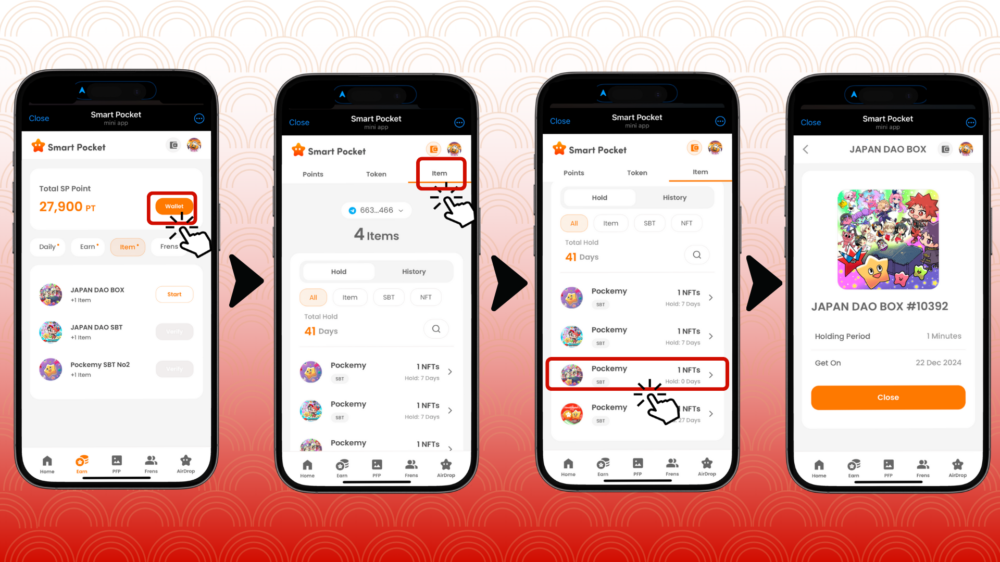 Close
Smart Pocket
mini app
Smart Pocket
Total SP Point
27,900 PT
Wallet
Daily
Earn
Item
Frens
JAPAN DAO BOX
+1 Item
Start
JAPAN DAO SBT
+1 Item
Verify
Pockemy SBT No2
+1 Item
Verify
Home
Earn
PFP
Frens
AirDrop
Close
Smart Pocket
mini app
Smart Pocket
Points
Token
Item
663...466
4 Items
Hold
History
All
Item
SBT
NFT
Total Hold
41 Days
Pockemy
1 NFTs
SBT
Hold: 7 Days
Pockemy
1 NFTs
SBT
Hold: 7 Days
Pockemy
1 NFTs
Home
Earn
PFP
Frens
AirDrop
Close
Smart Pocket
mini app
Smart Pocket
Points
Token
Item
Hold
History
All
Item
SBT
NFT
Total Hold
41 Days
Pockemy
1 NFTs
SBT
Hold: 7 Days
Pockemy
1 NFTs
SBT
Hold: 7 Days
Pockemy
1 NFTs
SBT
Hold: 0 Days
Pockemy
NFTs
SBT
27 Days
Home
Earn
PFP
Frens
AirDrop
Close
Smart Pocket
mini app
JAPAN DAO BOX
JAPAN DAO BOX #10392
Holding Period
1 Minutes
Get On
22 Dec 2024
Close
Home
Earn
PFP
Frens
AirDrop